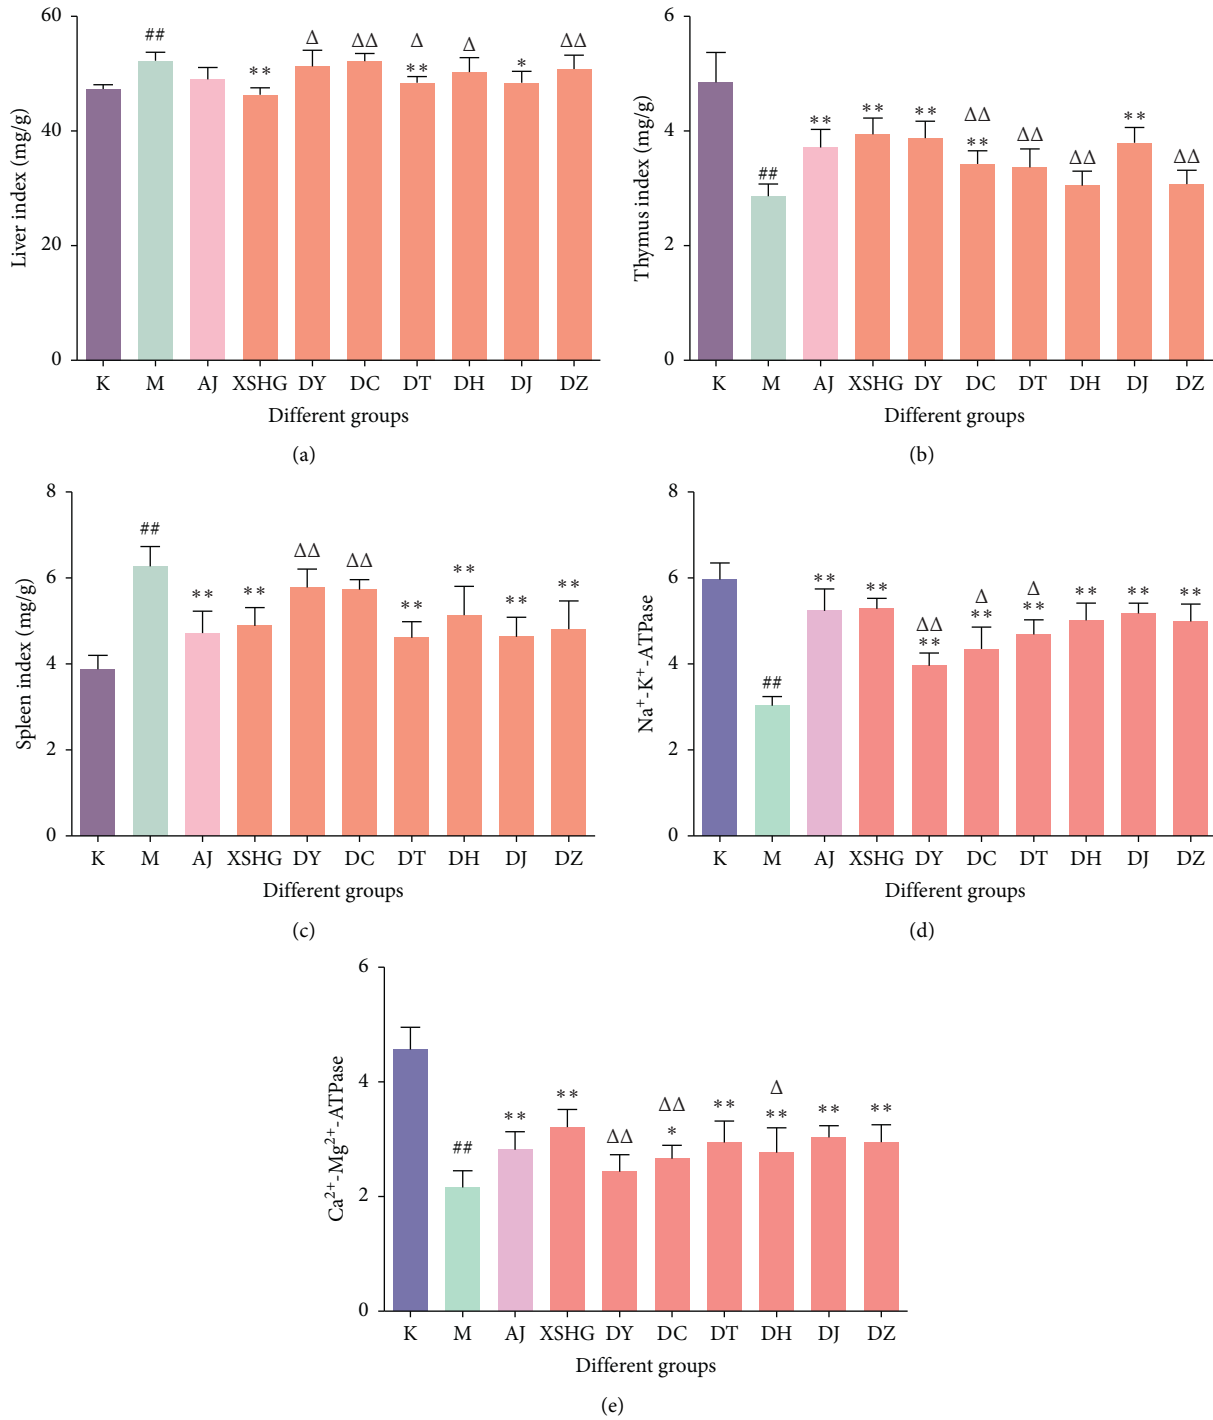 60
40
20
0
Liver index (mg/g)
##
**
Δ
ΔΔ
Δ
**
Δ
*
ΔΔ
K M AJ XSHG DY DC DT DH DJ DZ
Different groups
(a)
6
4
2
0
Thymus index (mg/g)
##
**
**
**
ΔΔ
**
ΔΔ
ΔΔ
**
ΔΔ
K M AJ XSHG DY DC DT DH DJ DZ
Different groups
(b)
8
6
4
2
0
Spleen index (mg/g)
##
**
**
ΔΔ
ΔΔ
**
**
**
**
K M AJ XSHG DY DC DT DH DJ DZ
Different groups
(c)
8
6
4
2
0
Na⁺-K⁺-ATPase
##
**
**
ΔΔ
**
Δ
**
Δ
**
**
**
**
K M AJ XSHG DY DC DT DH DJ DZ
Different groups
(d)
6
4
2
0
Ca²⁺-Mg²⁺-ATPase
##
**
**
ΔΔ
ΔΔ
*
**
Δ
**
**
**
K M AJ XSHG DY DC DT DH DJ DZ
Different groups
(e)